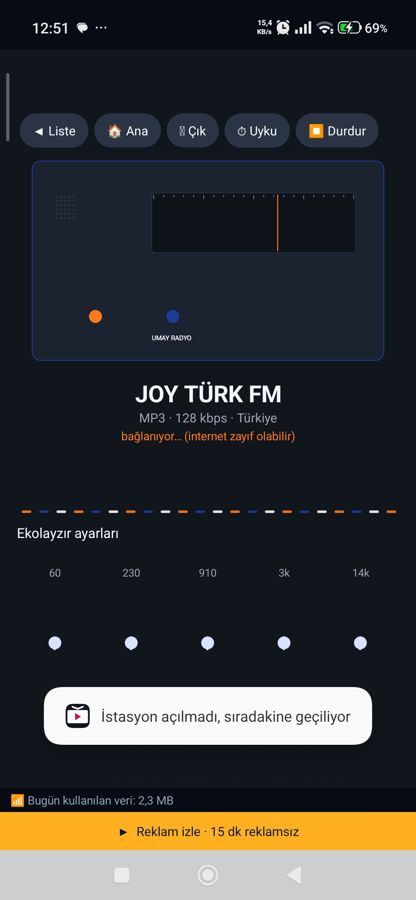 12:51 ... 15,4 KB/s 69%
◄ Liste 🏠 Ana Çık ⏱ Uyku ⏹ Durdur
UMAY RADYO
JOY TÜRK FM
MP3 · 128 kbps · Türkiye
bağlanıyor… (internet zayıf olabilir)
Ekolayzır ayarları
60 230 910 3k 14k
İstasyon açılmadı, sıradakine geçiliyor
📶 Bugün kullanılan veri: 2,3 MB
► Reklam izle · 15 dk reklamsız